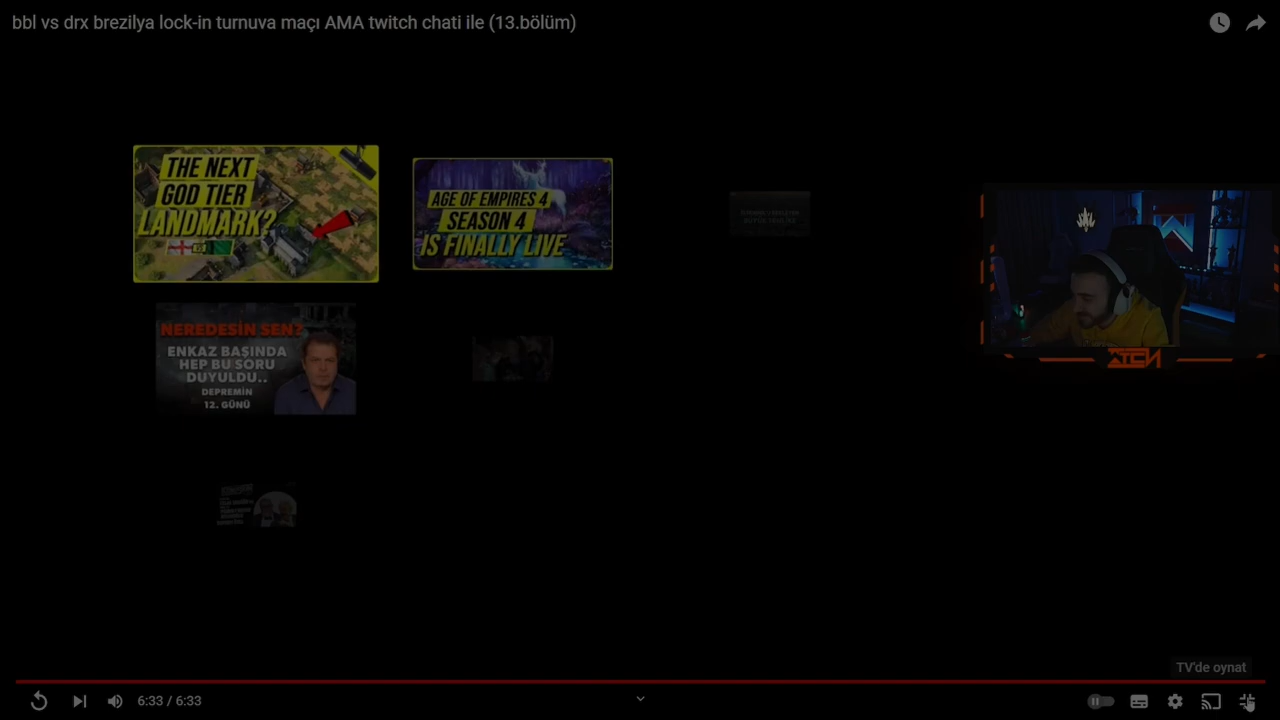 bbl vs drx brezilya lock-in turnuva maçı AMA twitch chati ile (13.bölüm)
THE NEXT
GOD TIER
LANDMARK?
AGE OF EMPIRES 4
SEASON 4
IS FINALLY LIVE
NEREDESİN SEN?
ENKAZ BAŞINDA
HEP BU SORU
DUYULDU..
DEPREMİN
12. GÜNÜ
TV'de oynat
6:33 / 6:33